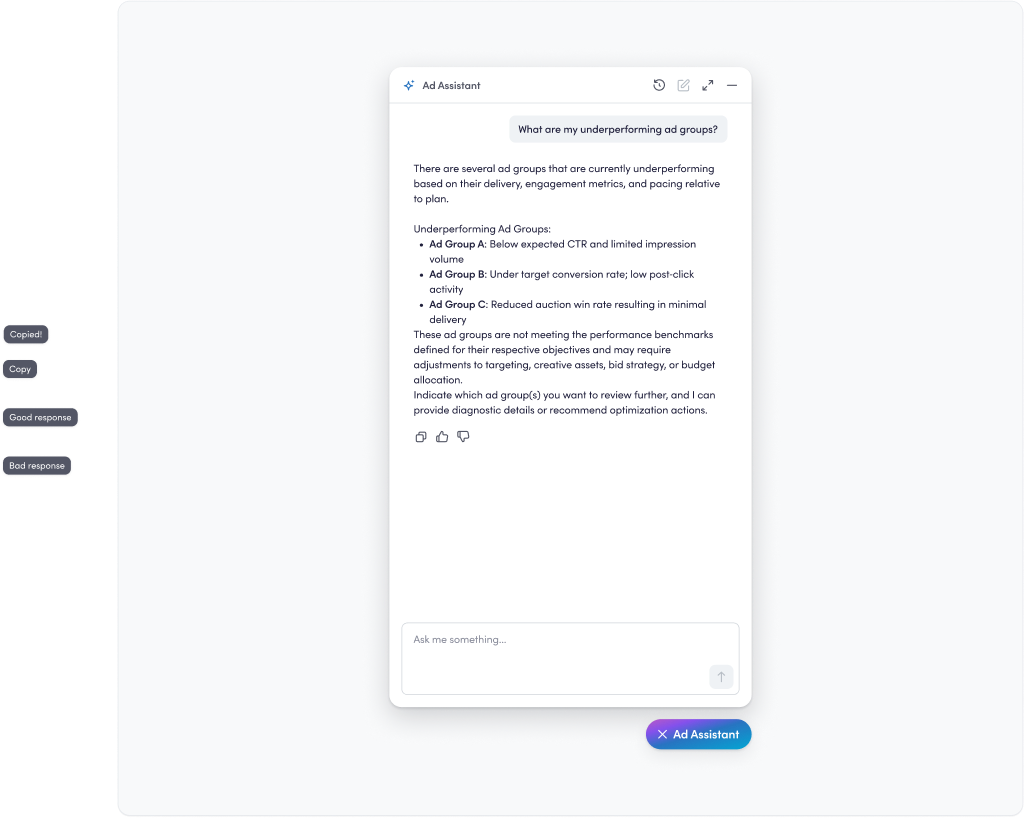 Ad Assistant
What are my underperforming ad groups?
There are several ad groups that are currently underperforming
based on their delivery, engagement metrics, and pacing relative
to plan.
Underperforming Ad Groups:
• Ad Group A: Below expected CTR and limited impression
volume
• Ad Group B: Under target conversion rate; low post-click
activity
• Ad Group C: Reduced auction win rate resulting in minimal
delivery
These ad groups are not meeting the performance benchmarks
defined for their respective objectives and may require
adjustments to targeting, creative assets, bid strategy, or budget
allocation.
Indicate which ad group(s) you want to review further, and I can
provide diagnostic details or recommend optimization actions.
Copied!
Copy
Good response
Bad response
Ask me something...
Ad Assistant